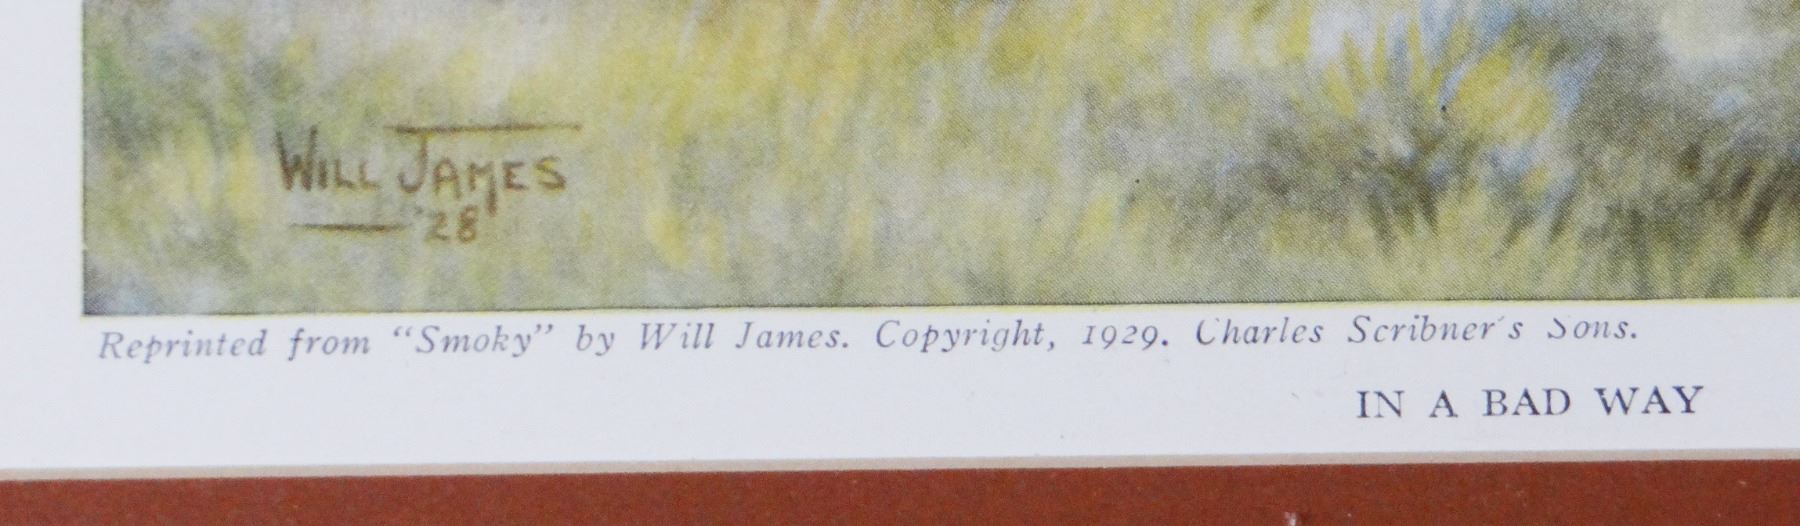 WILL JAMES
'28
Reprinted from “Smoky” by Will James. Copyright, 1929. Charles Scribner's Sons.
IN A BAD WAY